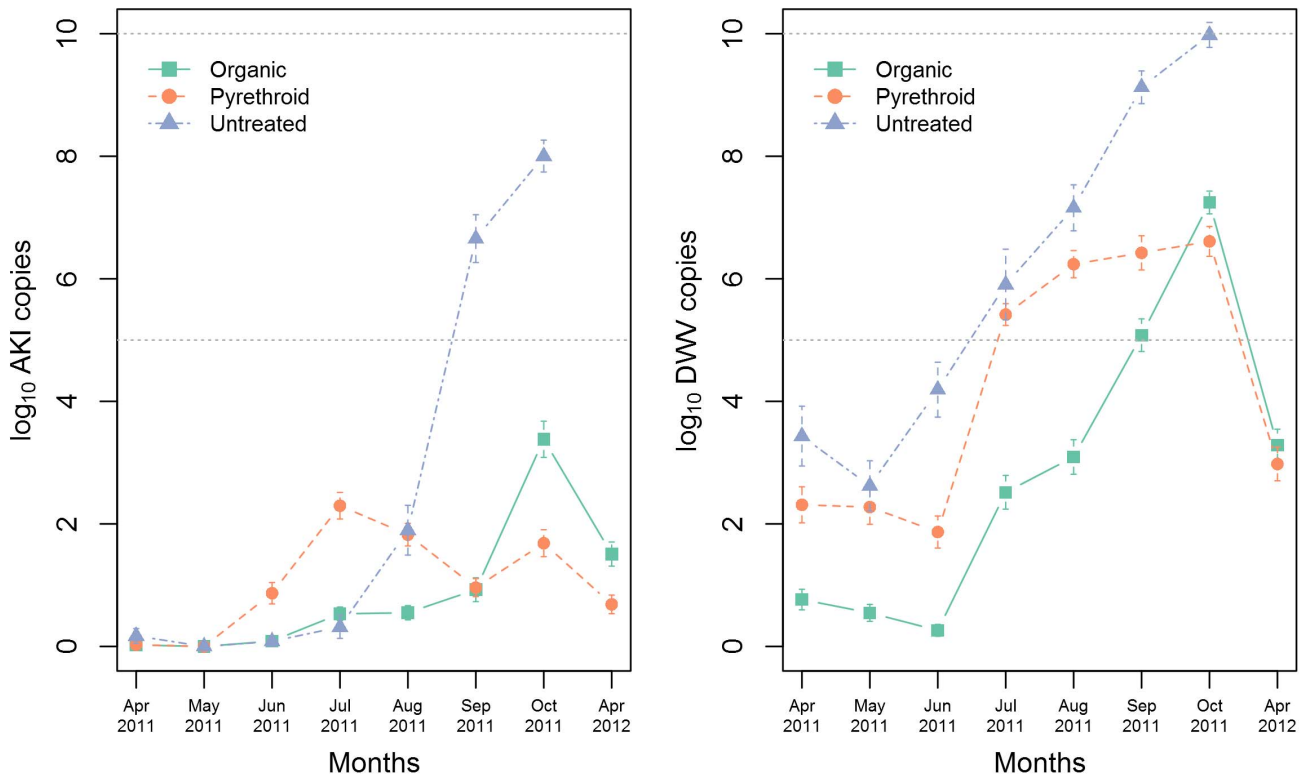 log10 AKI copies
10
8
6
4
2
0
Organic
Pyrethroid
Untreated
Apr 2011
May 2011
Jun 2011
Jul 2011
Aug 2011
Sep 2011
Oct 2011
Apr 2012
Months
log10 DWV copies
10
8
6
4
2
0
Organic
Pyrethroid
Untreated
Apr 2011
May 2011
Jun 2011
Jul 2011
Aug 2011
Sep 2011
Oct 2011
Apr 2012
Months